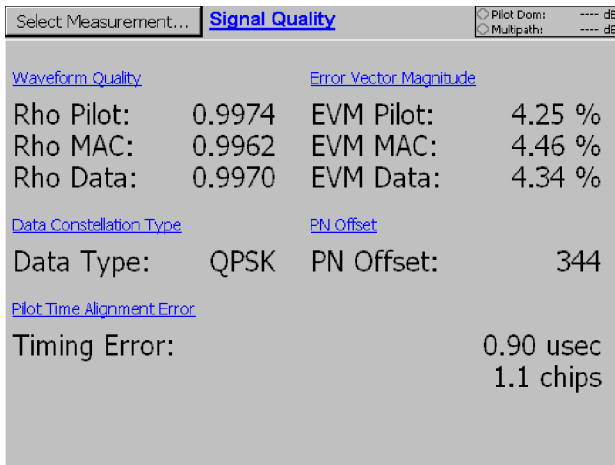 Select Measurement... Signal Quality Pilot Dom: ---- dB
Multipath: ---- dB
Waveform Quality Error Vector Magnitude
Rho Pilot: 0.9974 EVM Pilot: 4.25 %
Rho MAC: 0.9962 EVM MAC: 4.46 %
Rho Data: 0.9970 EVM Data: 4.34 %
Data Constellation Type PN Offset
Data Type: QPSK PN Offset: 344
Pilot Time Alignment Error
Timing Error: 0.90 usec
1.1 chips